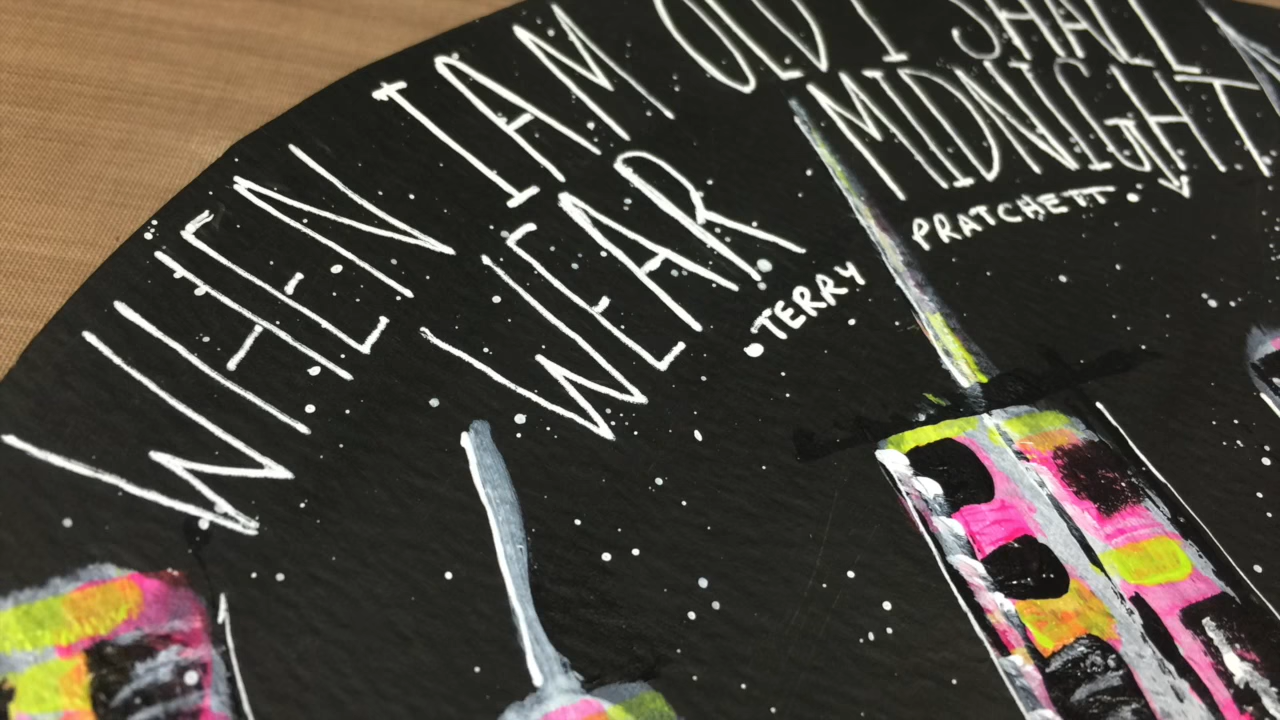 WHEN I AM OLD I SHALL
WEAR MIDNIGHT
• TERRY PRATCHETT •